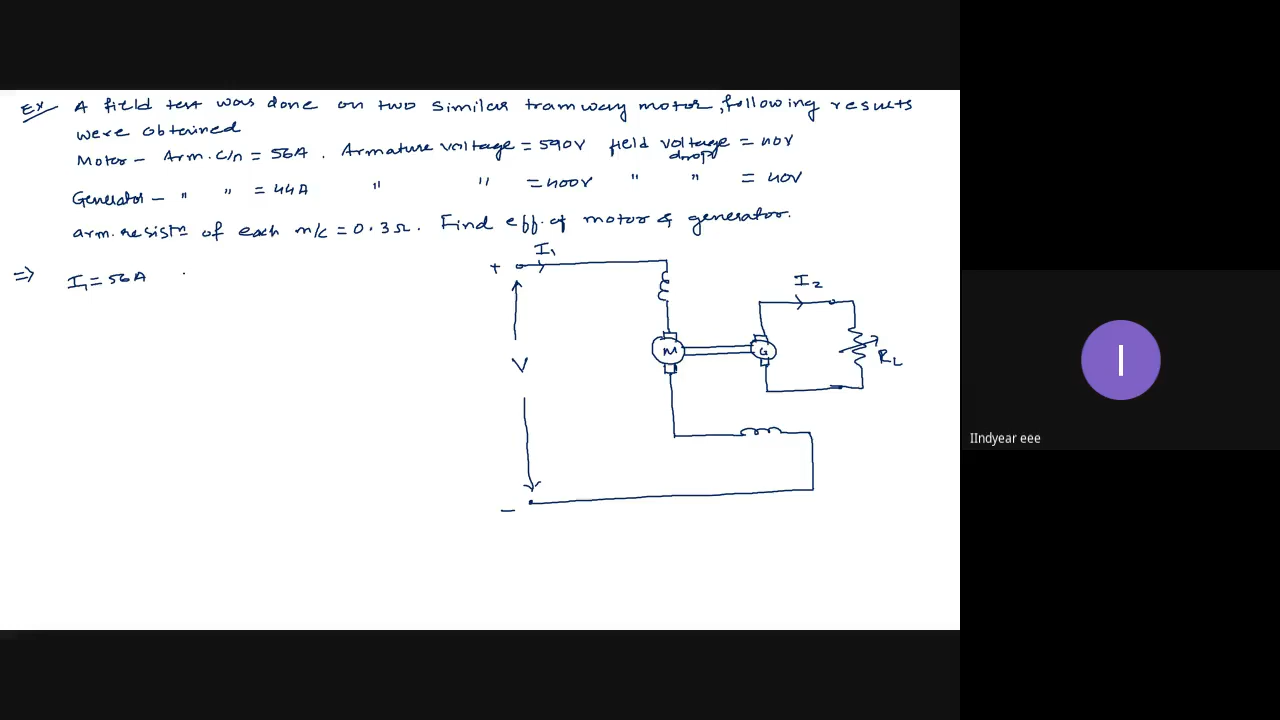 Ex A field test was done on two similar tramway motor, following results
were obtained
Motor - Arm. c/n = 56A. Armature voltage = 590V field voltage drop = 40V
Generator - " " = 44A " " = 400V " " = 40V
arm. resistn of each m/c = 0.3Ω. Find eff. of motor & generator.
⇒ I₁ = 56A
I₁
+
I₂
M
G
V
RL
-
I
IIndyear eee